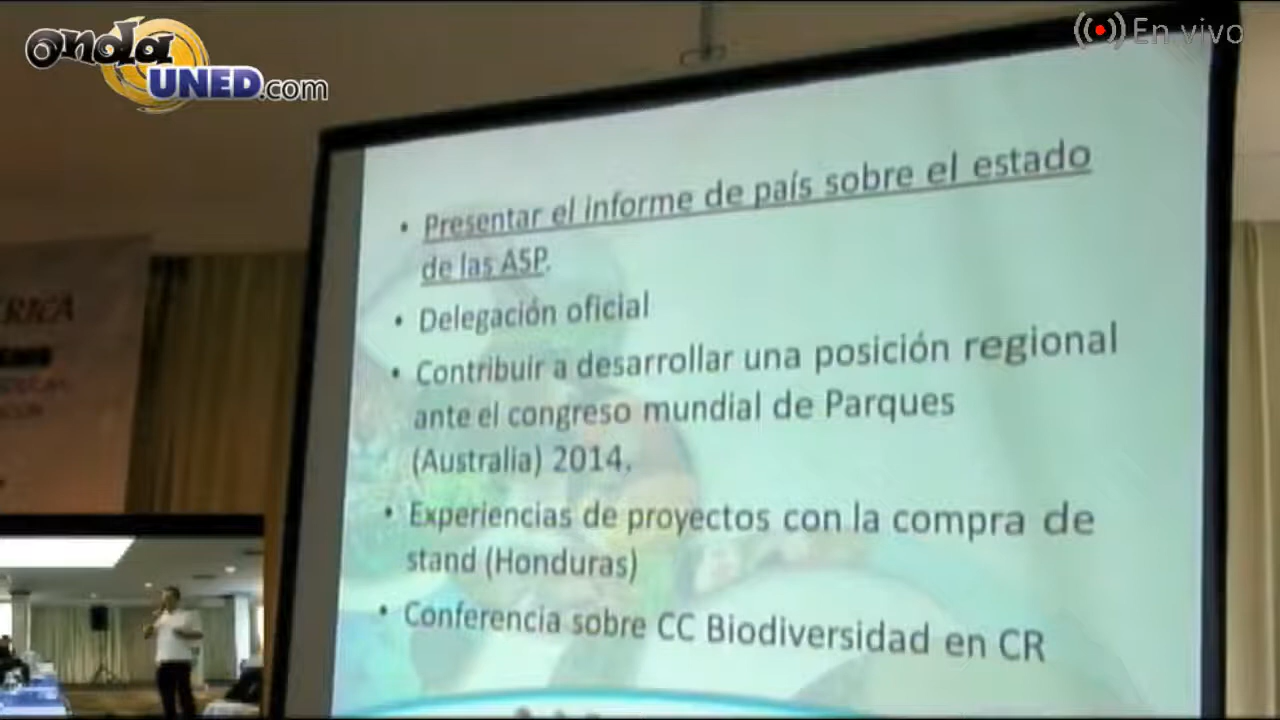 onda
UNED.com
En vivo
RICA
• Presentar el informe de país sobre el estado
de las ASP.
• Delegación oficial
• Contribuir a desarrollar una posición regional
ante el congreso mundial de Parques
(Australia) 2014.
• Experiencias de proyectos con la compra de
stand (Honduras)
• Conferencia sobre CC Biodiversidad en CR